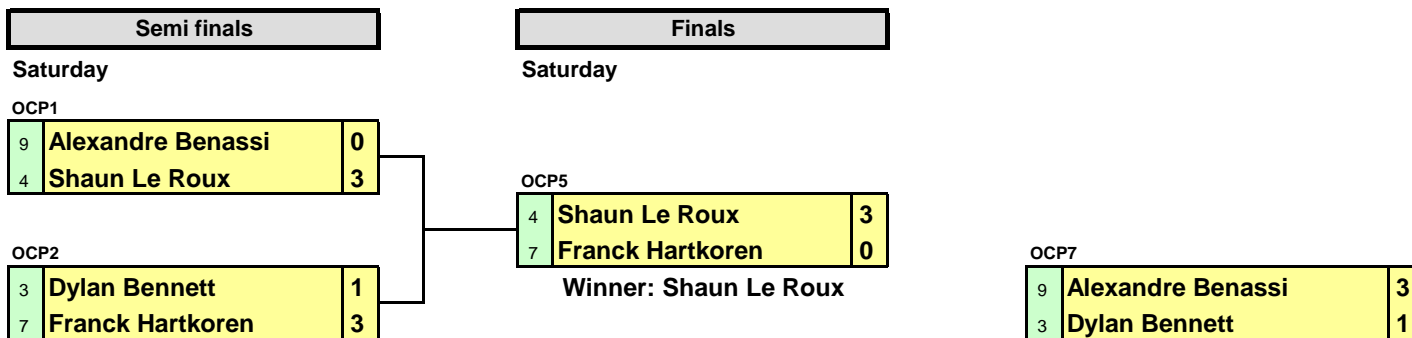 Semi finals
Finals
Saturday
Saturday
OCP1
9 Alexandre Benassi 0
4 Shaun Le Roux 3
OCP5
4 Shaun Le Roux 3
7 Franck Hartkoren 0
Winner: Shaun Le Roux
OCP2
3 Dylan Bennett 1
7 Franck Hartkoren 3
OCP7
9 Alexandre Benassi 3
3 Dylan Bennett 1